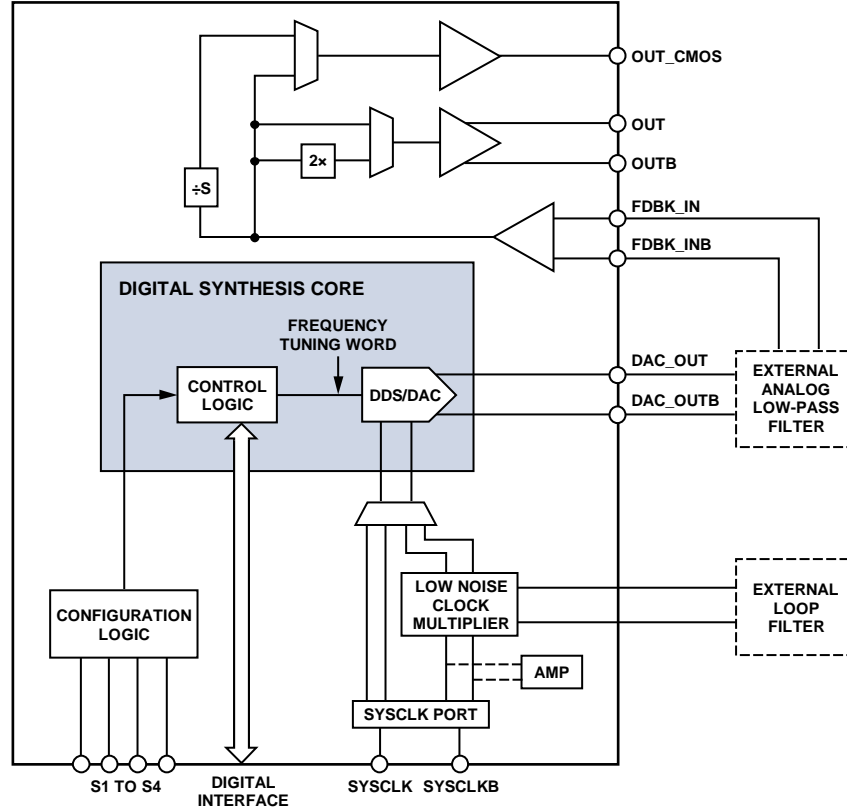 OUT_CMOS
OUT
2×
OUTB
÷S
FDBK_IN
FDBK_INB
DIGITAL SYNTHESIS CORE
FREQUENCY
TUNING WORD
DAC_OUT
EXTERNAL
ANALOG
LOW-PASS
FILTER
CONTROL
LOGIC
DDS/DAC
DAC_OUTB
LOW NOISE
CLOCK
MULTIPLIER
EXTERNAL
LOOP
FILTER
CONFIGURATION
LOGIC
AMP
SYSCLK PORT
S1 TO S4
DIGITAL
INTERFACE
SYSCLK
SYSCLKB